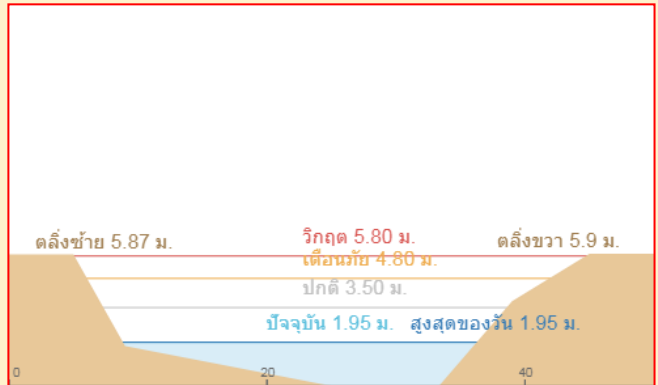 วิกฤต 5.80 ม.
ตลิ่งซ้าย 5.87 ม.
ตลิ่งขวา 5.9 ม.
เตือนภัย 4.80 ม.
ปกติ 3.50 ม.
ปัจจุบัน 1.95 ม. สูงสุดของวัน 1.95 ม.
0 20 40